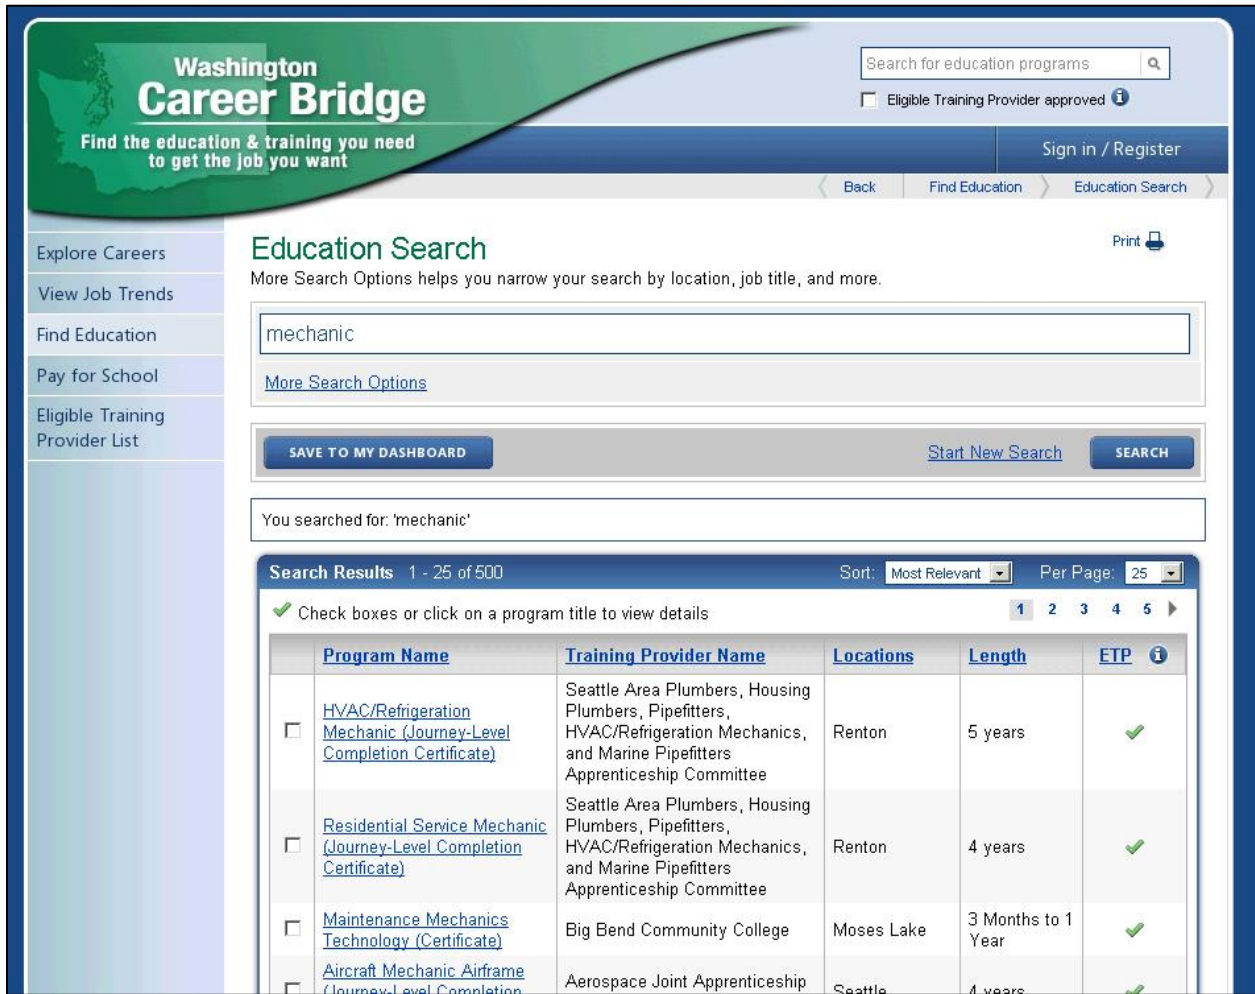 Washington
Career Bridge
Find the education & training you need
to get the job you want
Search for education programs
Eligible Training Provider approved
Sign in / Register
Back
Find Education
Education Search
Explore Careers
View Job Trends
Find Education
Pay for School
Eligible Training
Provider List
Education Search
Print
More Search Options helps you narrow your search by location, job title, and more.
mechanic
More Search Options
SAVE TO MY DASHBOARD
Start New Search
SEARCH
You searched for: 'mechanic'
Search Results 1 - 25 of 500
Sort: Most Relevant
Per Page: 25
Check boxes or click on a program title to view details
1 2 3 4 5
Program Name
Training Provider Name
Locations
Length
ETP
HVAC/Refrigeration
Mechanic (Journey-Level
Completion Certificate)
Seattle Area Plumbers, Housing
Plumbers, Pipefitters,
HVAC/Refrigeration Mechanics,
and Marine Pipefitters
Apprenticeship Committee
Renton
5 years
Residential Service Mechanic
(Journey-Level Completion
Certificate)
Seattle Area Plumbers, Housing
Plumbers, Pipefitters,
HVAC/Refrigeration Mechanics,
and Marine Pipefitters
Apprenticeship Committee
Renton
4 years
Maintenance Mechanics
Technology (Certificate)
Big Bend Community College
Moses Lake
3 Months to 1
Year
Aircraft Mechanic Airframe
(Journey-Level Completion
Aerospace Joint Apprenticeship
Seattle
4 years